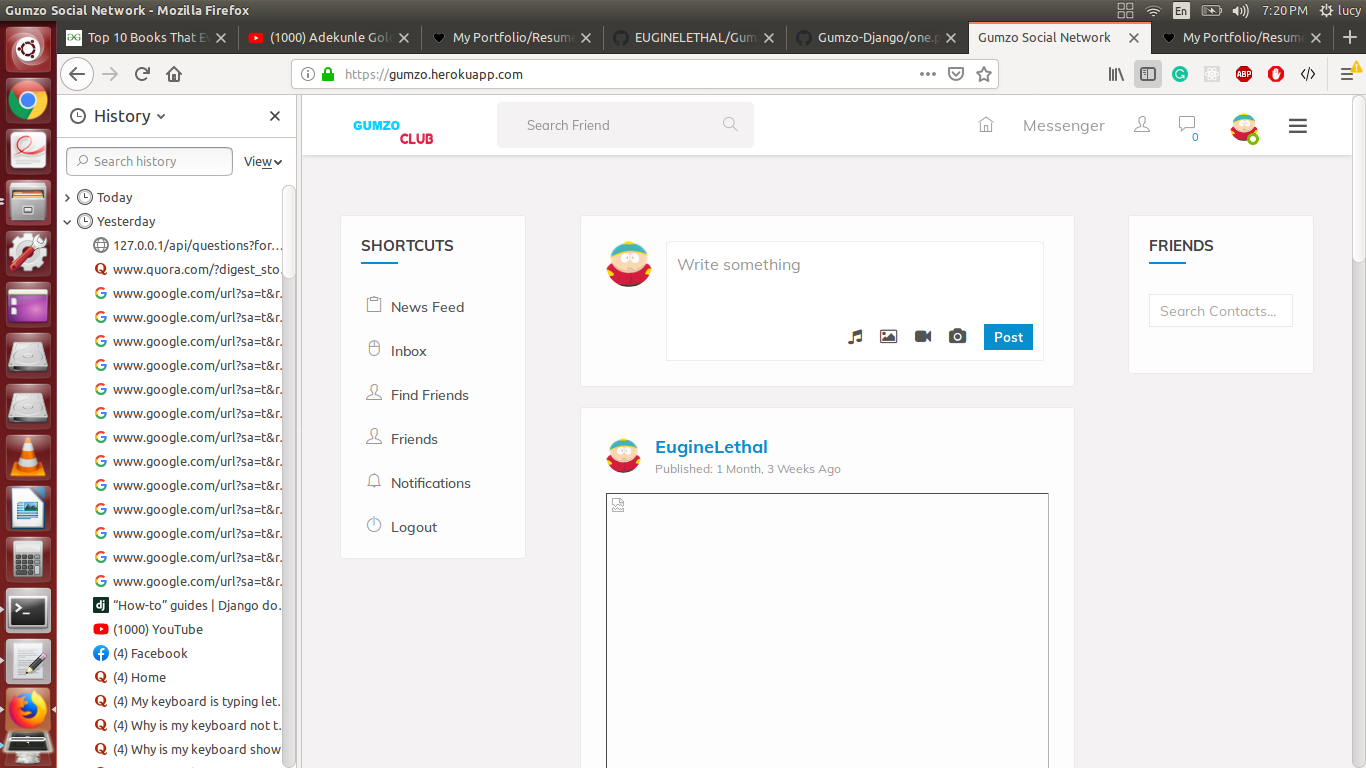 Gumzo Social Network - Mozilla Firefox
En
7:20 PM
lucy
Top 10 Books That Ev
(1000) Adekunle Gol
My Portfolio/Resume
EUGINELETHAL/Gum
Gumzo-Django/one.p
Gumzo Social Network
My Portfolio/Resume
https://gumzo.herokuapp.com
ABP
History
Search history
View
Today
Yesterday
127.0.0.1/api/questions?for...
www.quora.com/?digest_sto...
www.google.com/url?sa=t&r...
www.google.com/url?sa=t&r...
www.google.com/url?sa=t&r...
www.google.com/url?sa=t&r...
www.google.com/url?sa=t&r...
www.google.com/url?sa=t&r...
www.google.com/url?sa=t&r...
www.google.com/url?sa=t&r...
www.google.com/url?sa=t&r...
www.google.com/url?sa=t&r...
www.google.com/url?sa=t&r...
www.google.com/url?sa=t&r...
www.google.com/url?sa=t&r...
“How-to” guides | Django do...
(1000) YouTube
(4) Facebook
(4) Home
(4) My keyboard is typing let...
(4) Why is my keyboard not t...
(4) Why is my keyboard show
GUMZO
CLUB
Search Friend
Messenger
0
SHORTCUTS
News Feed
Inbox
Find Friends
Friends
Notifications
Logout
Write something
Post
EugineLethal
Published: 1 Month, 3 Weeks Ago
FRIENDS
Search Contacts...